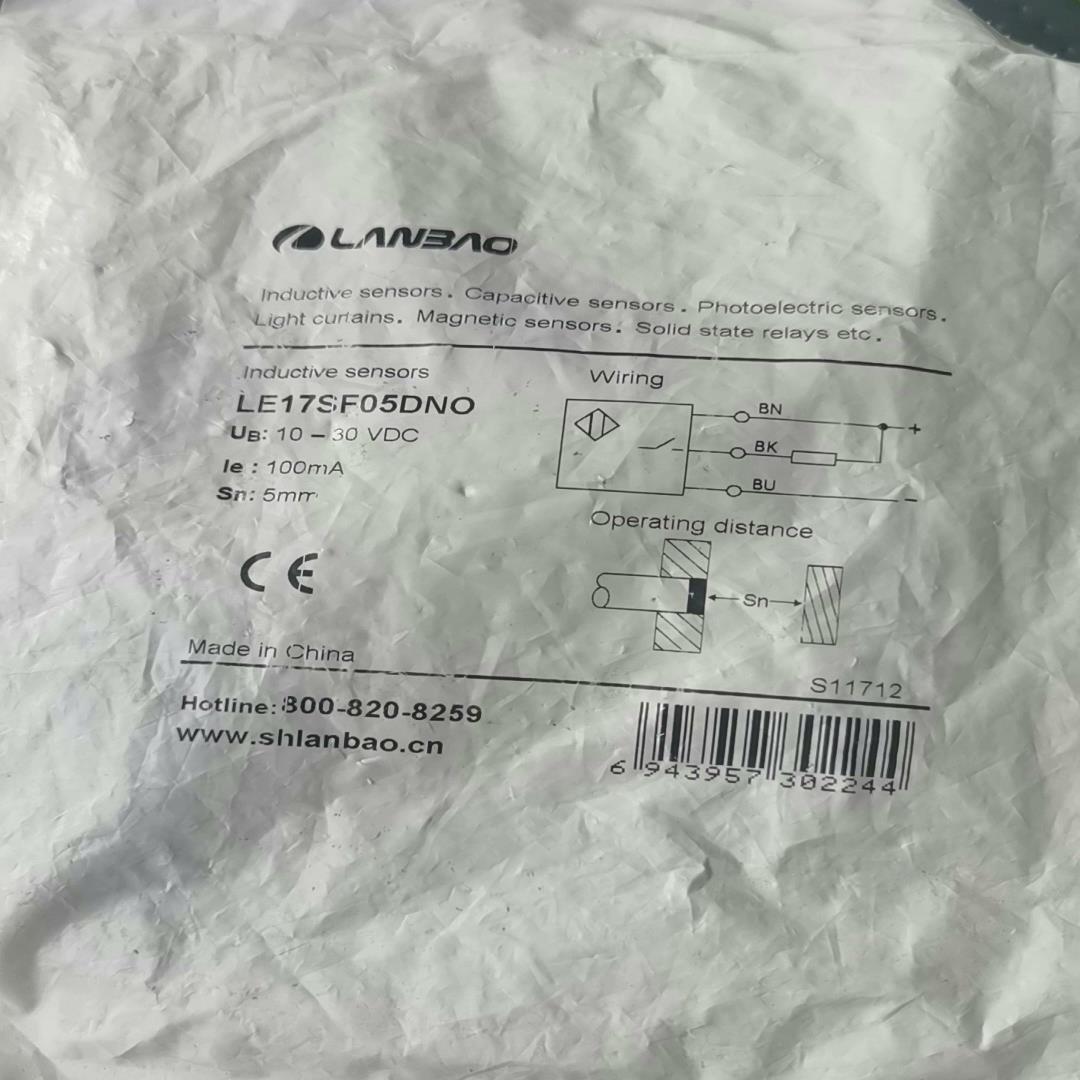 LANBAO
Inductive sensors. Capacitive sensors. Photoelectric sensors.
Light curtains. Magnetic sensors. Solid state relays etc.
Inductive sensors
LE17SF05DNO
UB: 10 – 30 VDC
Ie : 100mA
Sn: 5mm
Wiring
BN
+
BK
BU
–
Operating distance
Sn
CE
Made in China
S11712
Hotline: 800-820-8259
www.shlanbao.cn
6 943957 302244